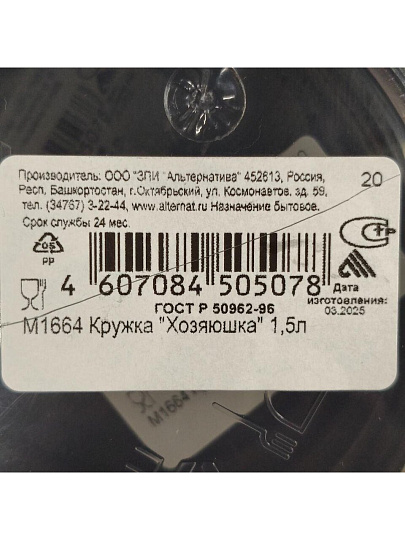 Производитель: ООО "ЗПИ "Альтернатива" 452613, Россия,
Респ. Башкортостан, г.Октябрьский, ул. Космонавтов, зд. 59,
тел. (34767) 3-22-44, www.alternat.ru Назначение бытовое.
Срок службы 24 мес.
20
05
PP
4 607084 505078
Дата
изготовления:
03.2025
ГОСТ Р 50962-96
М1664 Кружка "Хозяюшка" 1,5л
М1664